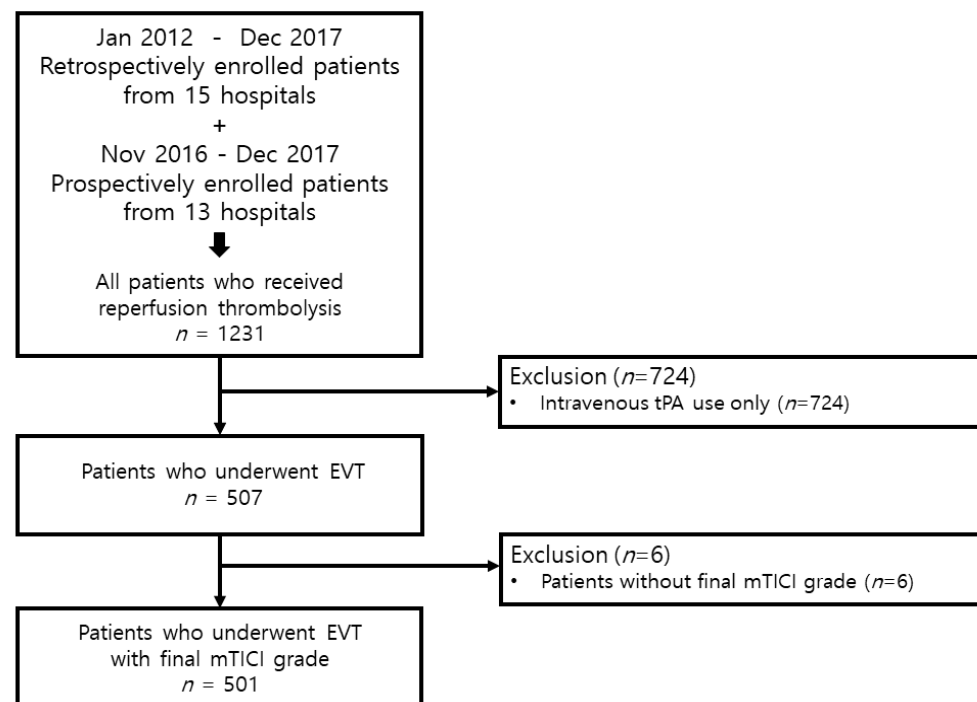 Jan 2012 - Dec 2017
Retrospectively enrolled patients
from 15 hospitals
+
Nov 2016 - Dec 2017
Prospectively enrolled patients
from 13 hospitals
All patients who received
reperfusion thrombolysis
n = 1231
Exclusion (n=724)
• Intravenous tPA use only (n=724)
Patients who underwent EVT
n = 507
Exclusion (n=6)
• Patients without final mTICI grade (n=6)
Patients who underwent EVT
with final mTICI grade
n = 501